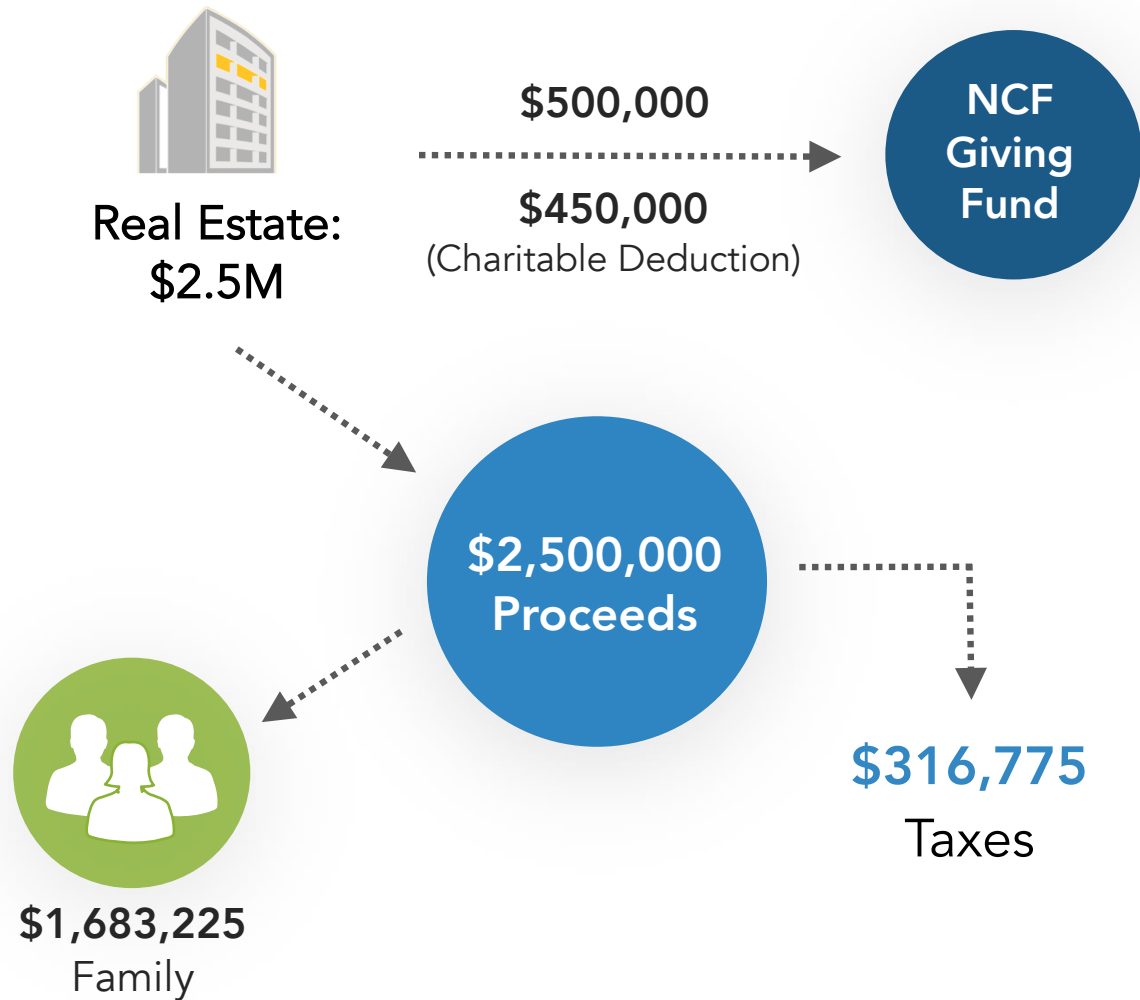 Real Estate:
$2.5M
$500,000
$450,000
(Charitable Deduction)
NCF
Giving
Fund
$2,500,000
Proceeds
$316,775
Taxes
$1,683,225
Family